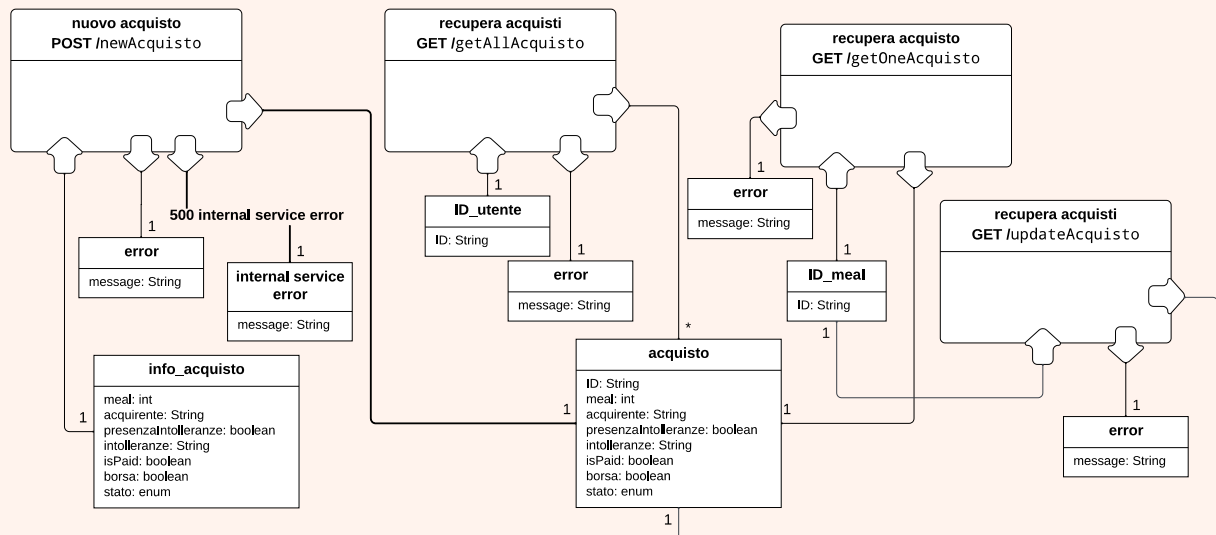 nuovo acquisto
POST /newAcquisto
1
500 internal service error
1
error
message: String
1
internal service
error
message: String
info_acquisto
meal: int
acquirente: String
presenzaIntolleranze: boolean
intolleranze: String
isPaid: boolean
borsa: boolean
stato: enum
1
recupera acquisti
GET /getAllAcquisto
1
ID_utente
ID: String
1
error
message: String
*
acquisto
ID: String
meal: int
acquirente: String
presenzaIntolleranze: boolean
intolleranze: String
isPaid: boolean
borsa: boolean
stato: enum
1
1
1
recupera acquisto
GET /getOneAcquisto
1
error
message: String
1
ID_meal
ID: String
1
recupera acquisti
GET /updateAcquisto
1
error
message: String